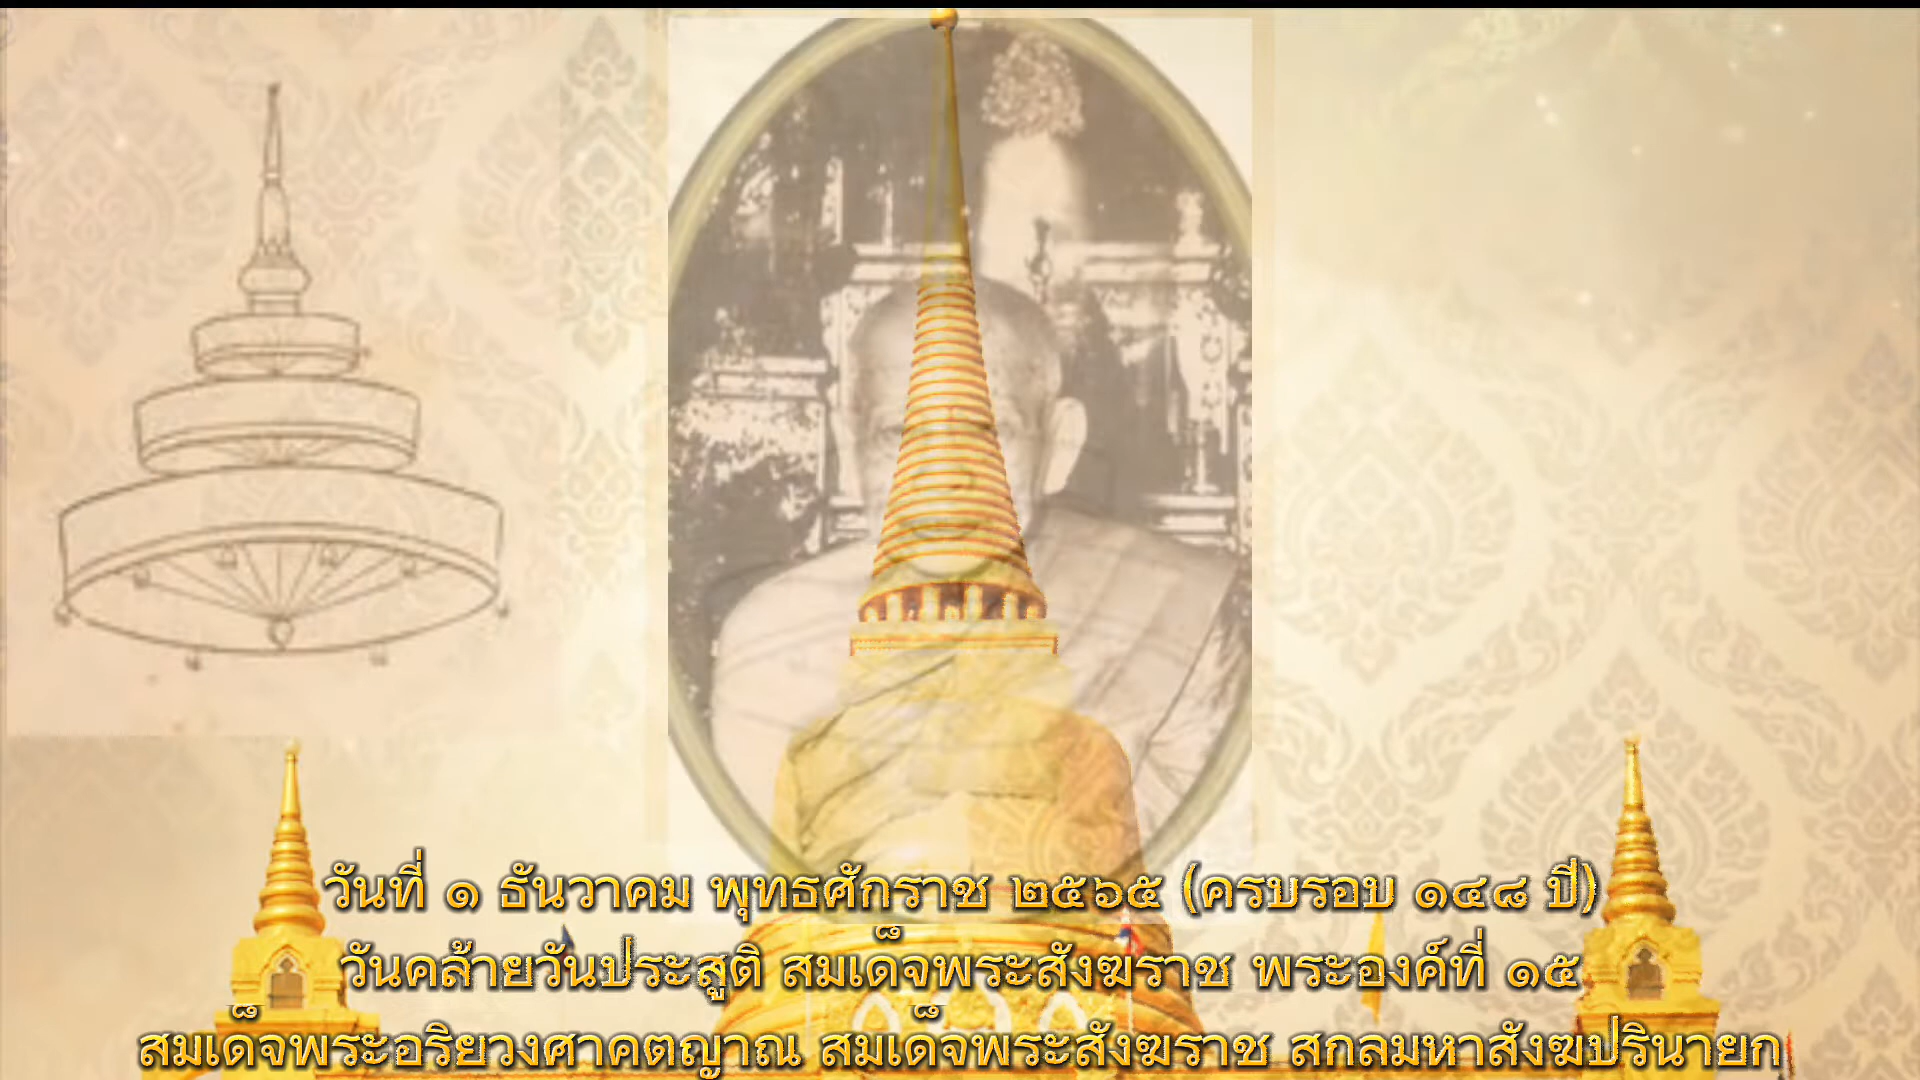 วันที่ ๑ ธันวาคม พุทธศักราช ๒๕๖๕ (ครบรอบ ๑๔๘ ปี)
วันคล้ายวันประสูติ สมเด็จพระสังฆราช พระองค์ที่ ๑๕
สมเด็จพระอริยวงศาคตญาณ สมเด็จพระสังฆราช สกลมหาสังฆปรินายก